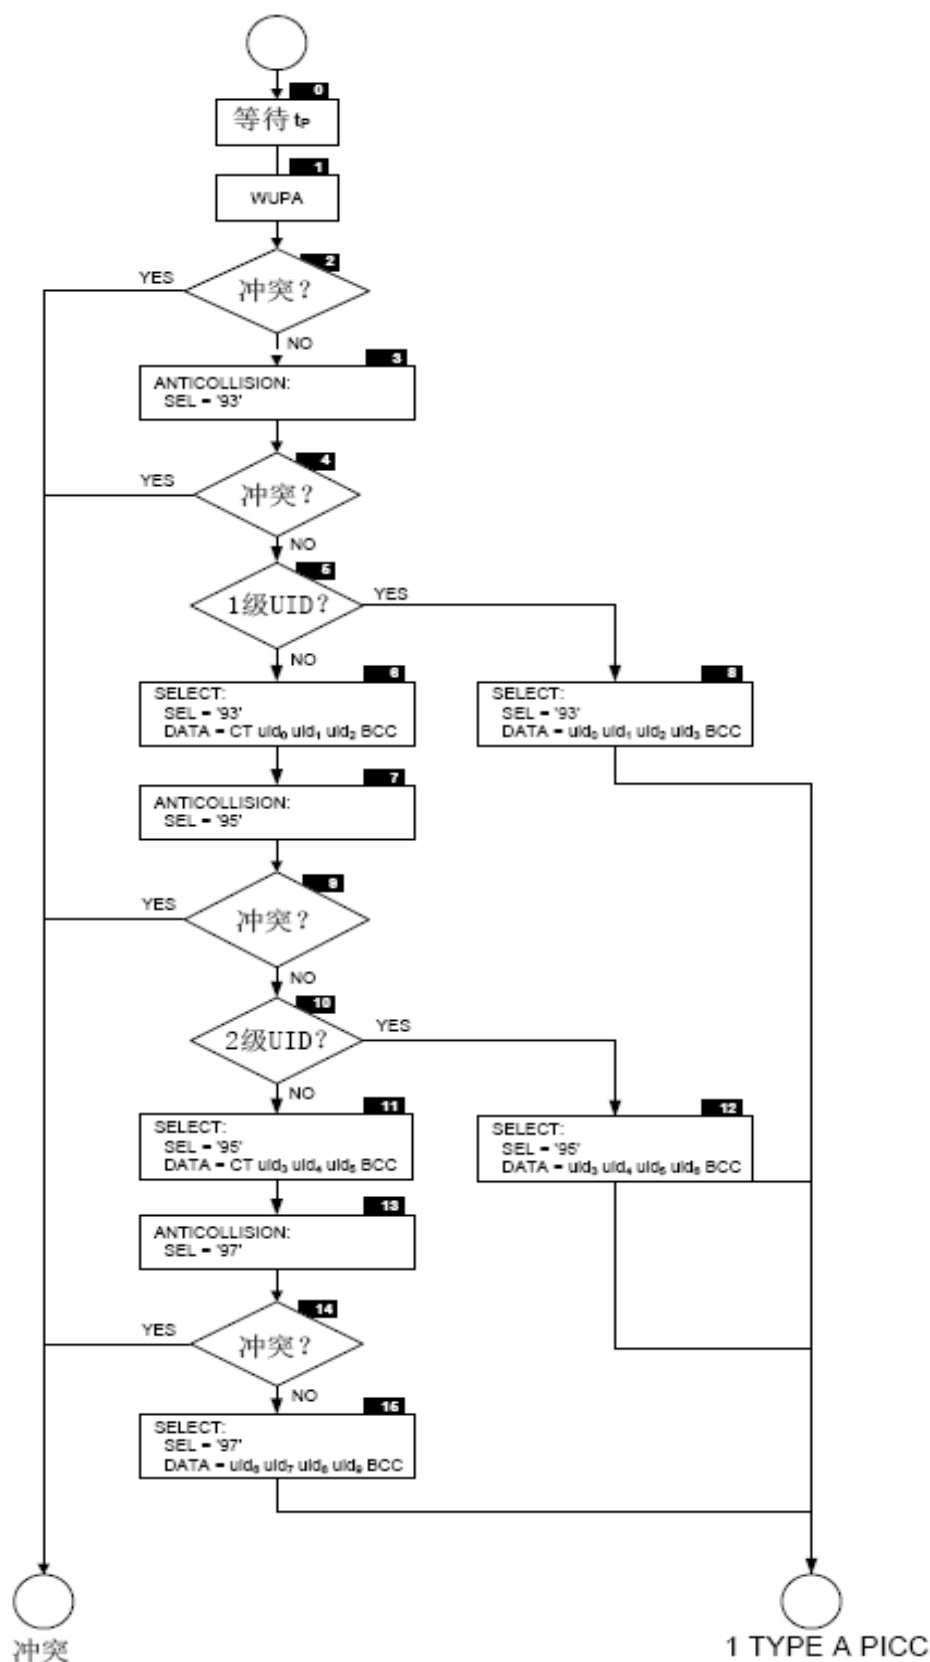 0
等待 tP
1
WUPA
2
YES
冲突？
NO
3
ANTICOLLISION:
SEL = '93'
4
YES
冲突？
NO
5
1级UID？
YES
NO
6
SELECT:
SEL = '93'
DATA = CT uid0 uid1 uid2 BCC
8
SELECT:
SEL = '93'
DATA = uid0 uid1 uid2 uid3 BCC
7
ANTICOLLISION:
SEL = '95'
9
YES
冲突？
NO
10
2级UID？
YES
NO
11
SELECT:
SEL = '95'
DATA = CT uid3 uid4 uid5 BCC
12
SELECT:
SEL = '95'
DATA = uid3 uid4 uid5 uid6 BCC
13
ANTICOLLISION:
SEL = '97'
14
YES
冲突？
NO
15
SELECT:
SEL = '97'
DATA = uid6 uid7 uid8 uid9 BCC
冲突
1 TYPE A PICC